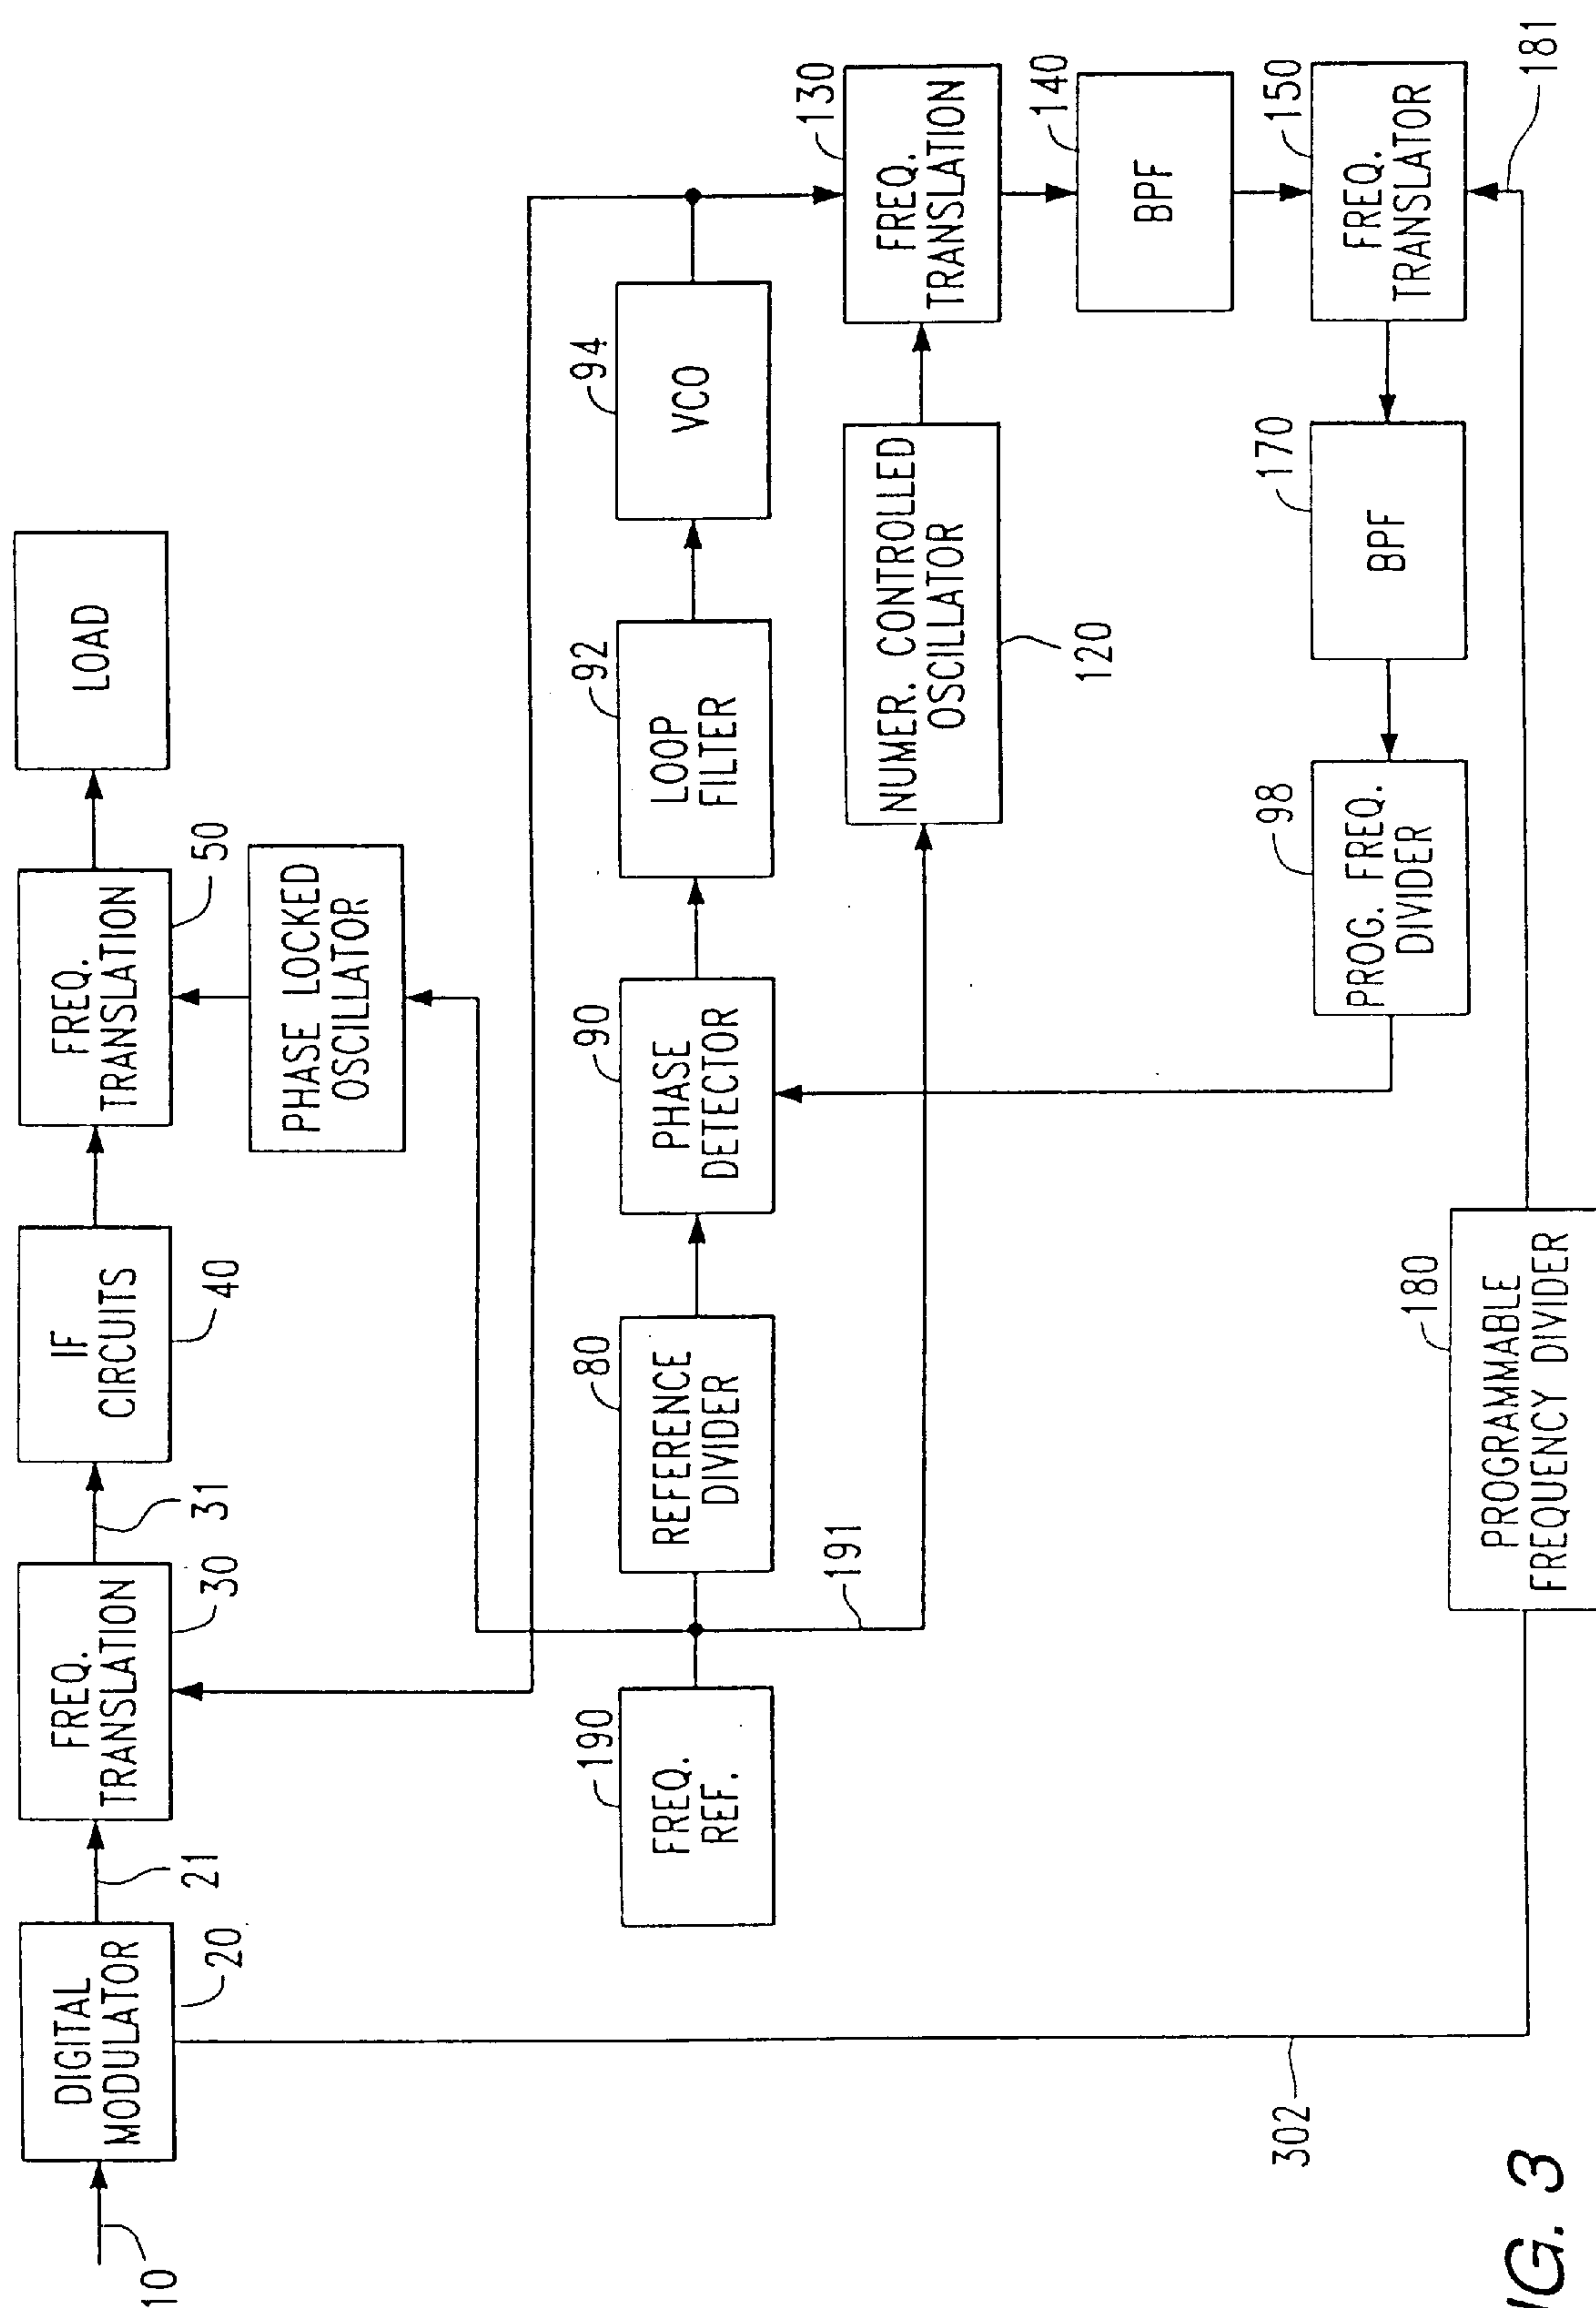 10
DIGITAL
MODULATOR
20
21
FREQ.
TRANSLATION
30
31
IF
CIRCUITS
40
FREQ.
TRANSLATION
50
LOAD
PHASE LOCKED
OSCILLATOR
190
FREQ.
REF.
191
80
REFERENCE
DIVIDER
90
PHASE
DETECTOR
92
LOOP
FILTER
94
VCO
NUMER. CONTROLLED
OSCILLATOR
120
130
FREQ.
TRANSLATION
140
BPF
150
FREQ.
TRANSLATOR
170
BPF
98
PROG. FREQ.
DIVIDER
181
180
PROGRAMMABLE
FREQUENCY DIVIDER
302
IG. 3